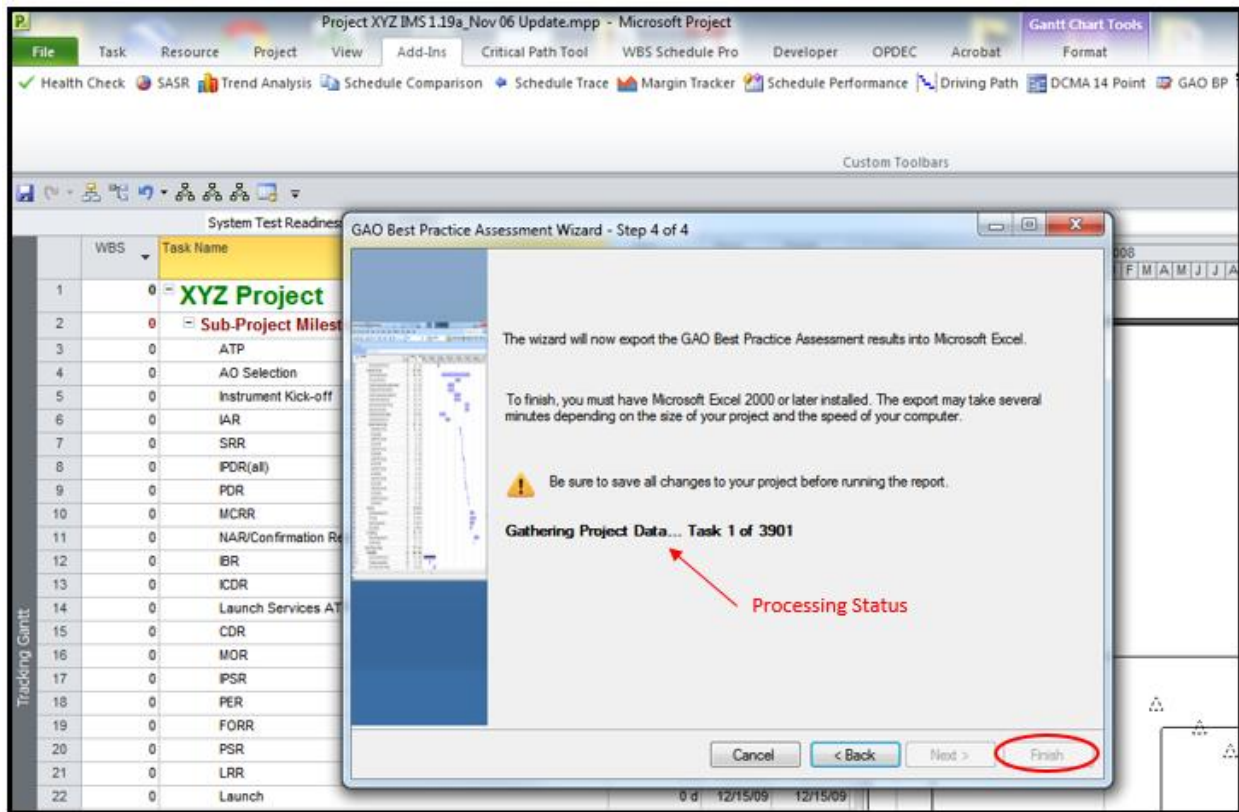 Project XYZ IMS 1.19a_Nov 06 Update.mpp - Microsoft Project
Gantt Chart Tools
File Task Resource Project View Add-Ins Critical Path Tool WBS Schedule Pro Developer OPDEC Acrobat Format
Health Check SASR Trend Analysis Schedule Comparison Schedule Trace Margin Tracker Schedule Performance Driving Path DCMA 14 Point GAO BP
Custom Toolbars
System Test Readines
GAO Best Practice Assessment Wizard - Step 4 of 4
WBS Task Name
008
F M A M J J A
1 0 XYZ Project
2 0 Sub-Project Milest
3 0 ATP
4 0 AO Selection
5 0 Instrument Kick-off
6 0 IAR
7 0 SRR
8 0 IPDR(all)
9 0 PDR
10 0 MCRR
11 0 NAR/Confirmation Re
12 0 IBR
13 0 ICDR
14 0 Launch Services AT
15 0 CDR
16 0 MOR
17 0 IPSR
18 0 PER
19 0 FORR
20 0 PSR
21 0 LRR
22 0 Launch 0 d 12/15/09 12/15/09
Tracking Gantt
The wizard will now export the GAO Best Practice Assessment results into Microsoft Excel.
To finish, you must have Microsoft Excel 2000 or later installed. The export may take several
minutes depending on the size of your project and the speed of your computer.
Be sure to save all changes to your project before running the report.
Gathering Project Data... Task 1 of 3901
Processing Status
Cancel < Back Next > Finish